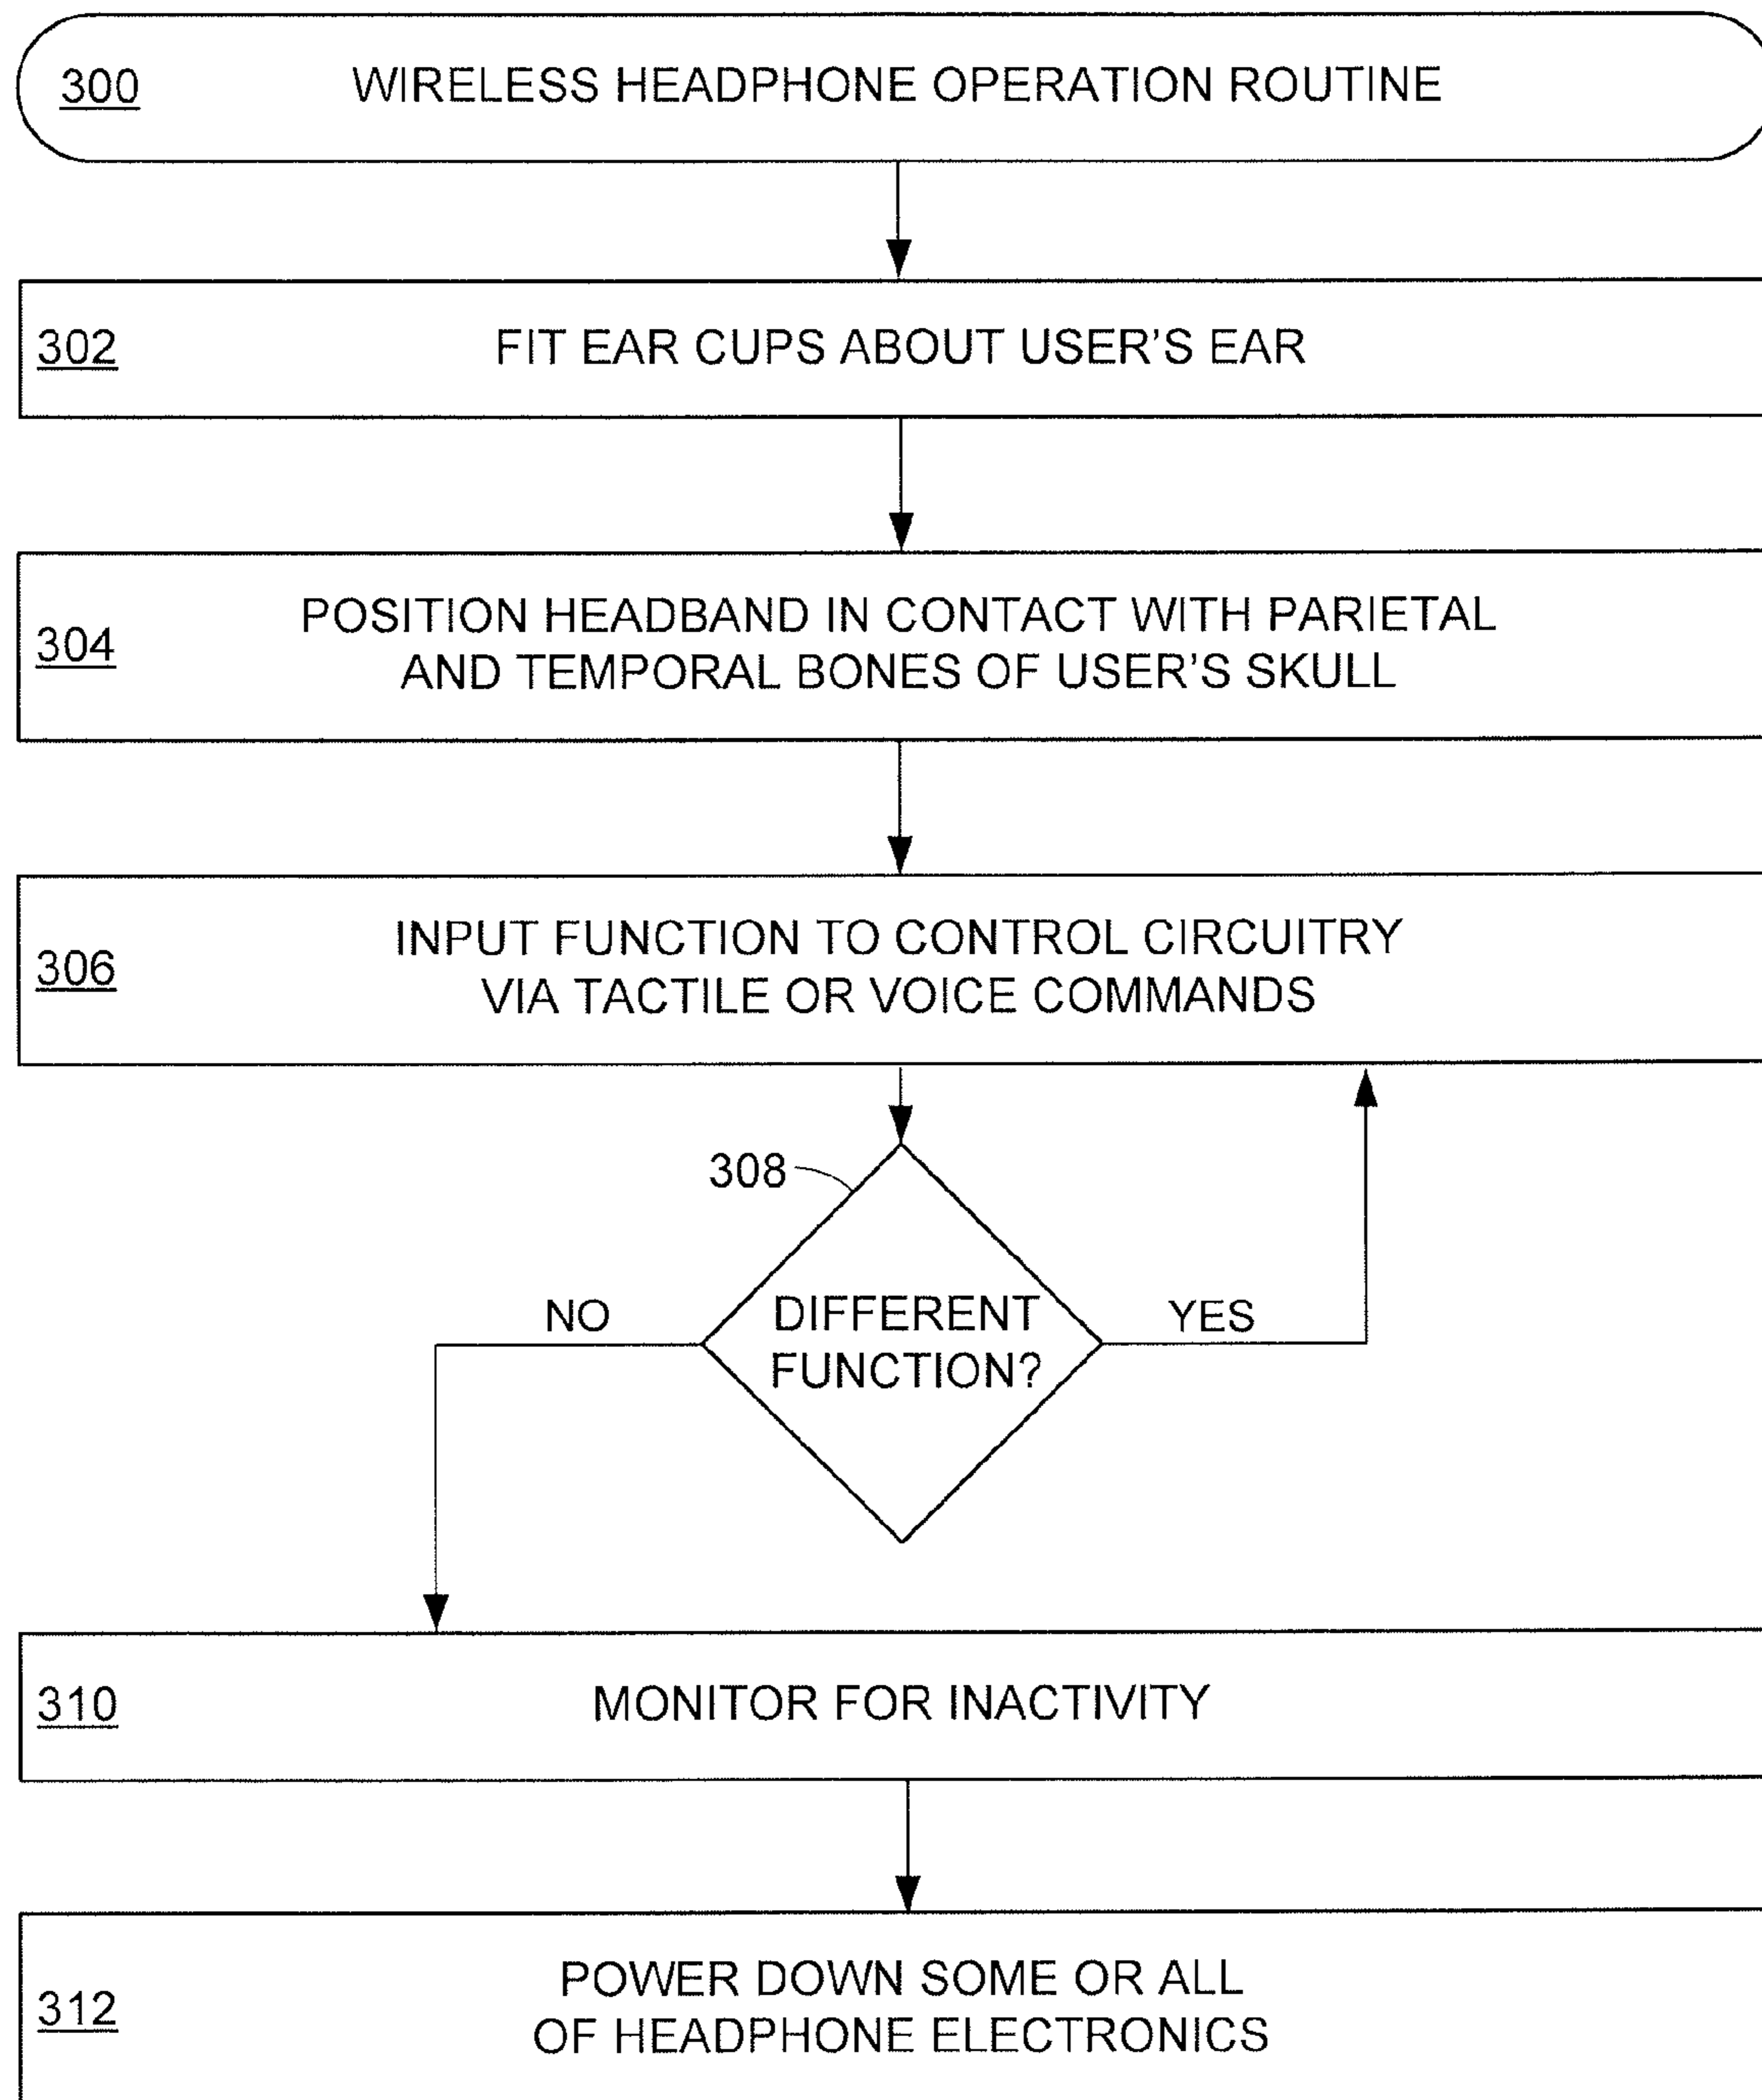 300 WIRELESS HEADPHONE OPERATION ROUTINE
302 FIT EAR CUPS ABOUT USER'S EAR
304
POSITION HEADBAND IN CONTACT WITH PARIETAL
AND TEMPORAL BONES OF USER'S SKULL
306
INPUT FUNCTION TO CONTROL CIRCUITRY
VIA TACTILE OR VOICE COMMANDS
308
NO
DIFFERENT
FUNCTION?
YES
310 MONITOR FOR INACTIVITY
312
POWER DOWN SOME OR ALL
OF HEADPHONE ELECTRONICS